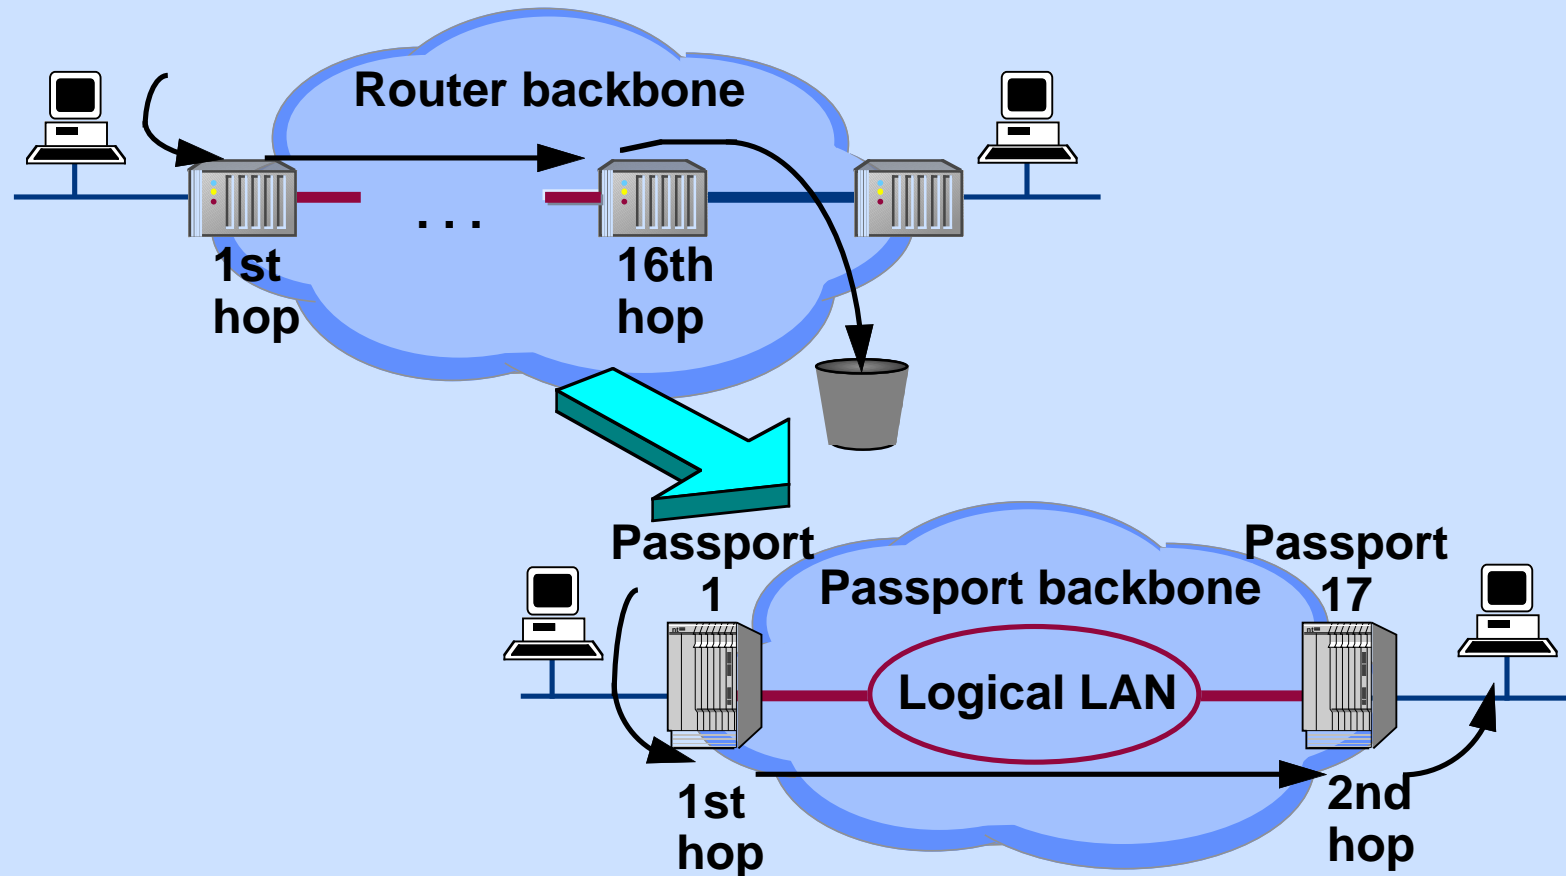 Router backbone
. . .
1st
hop
16th
hop
Passport
1
Passport backbone
Passport
17
Logical LAN
1st
hop
2nd
hop